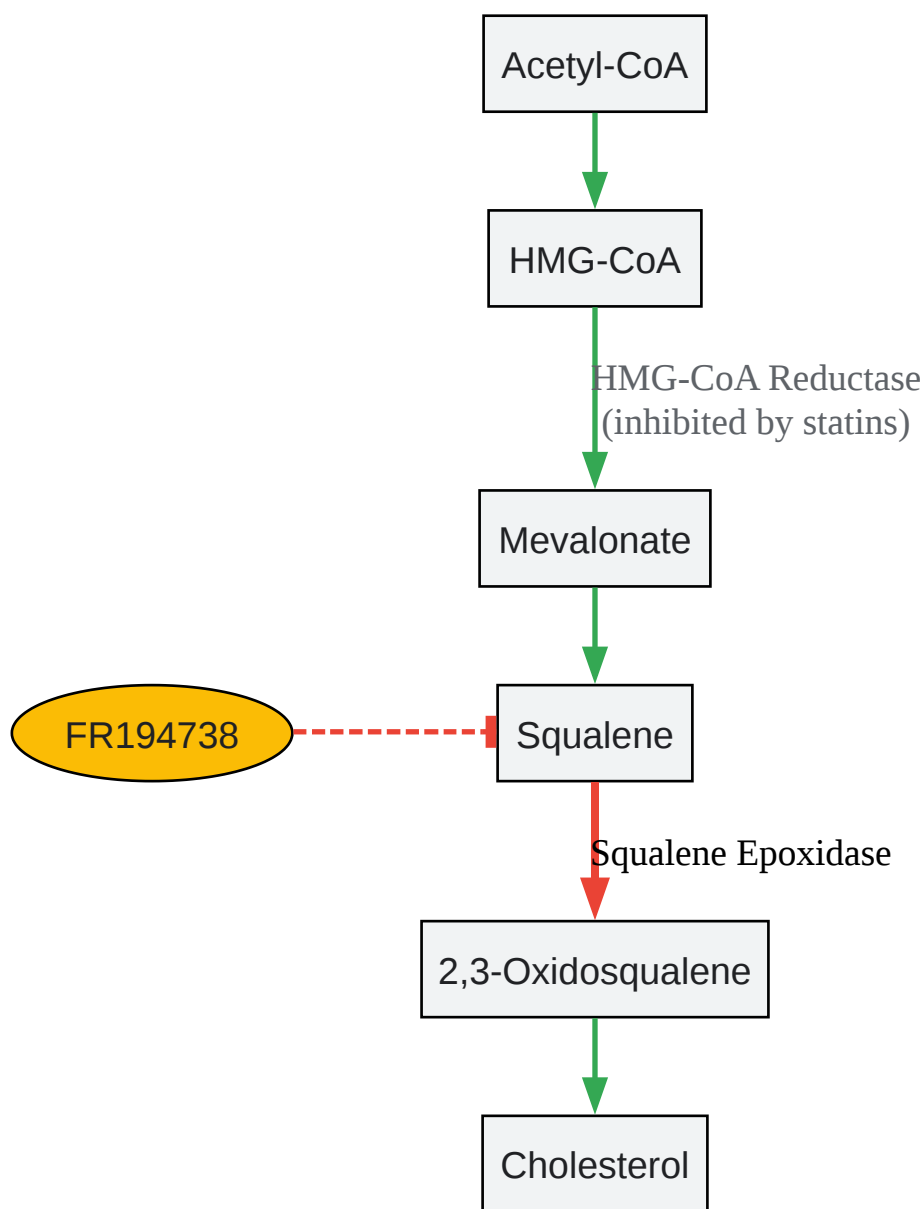 Acetyl-CoA
HMG-CoA
HMG-CoA Reductase
(inhibited by statins)
Mevalonate
FR194738
Squalene
Squalene Epoxidase
2,3-Oxidosqualene
Cholesterol